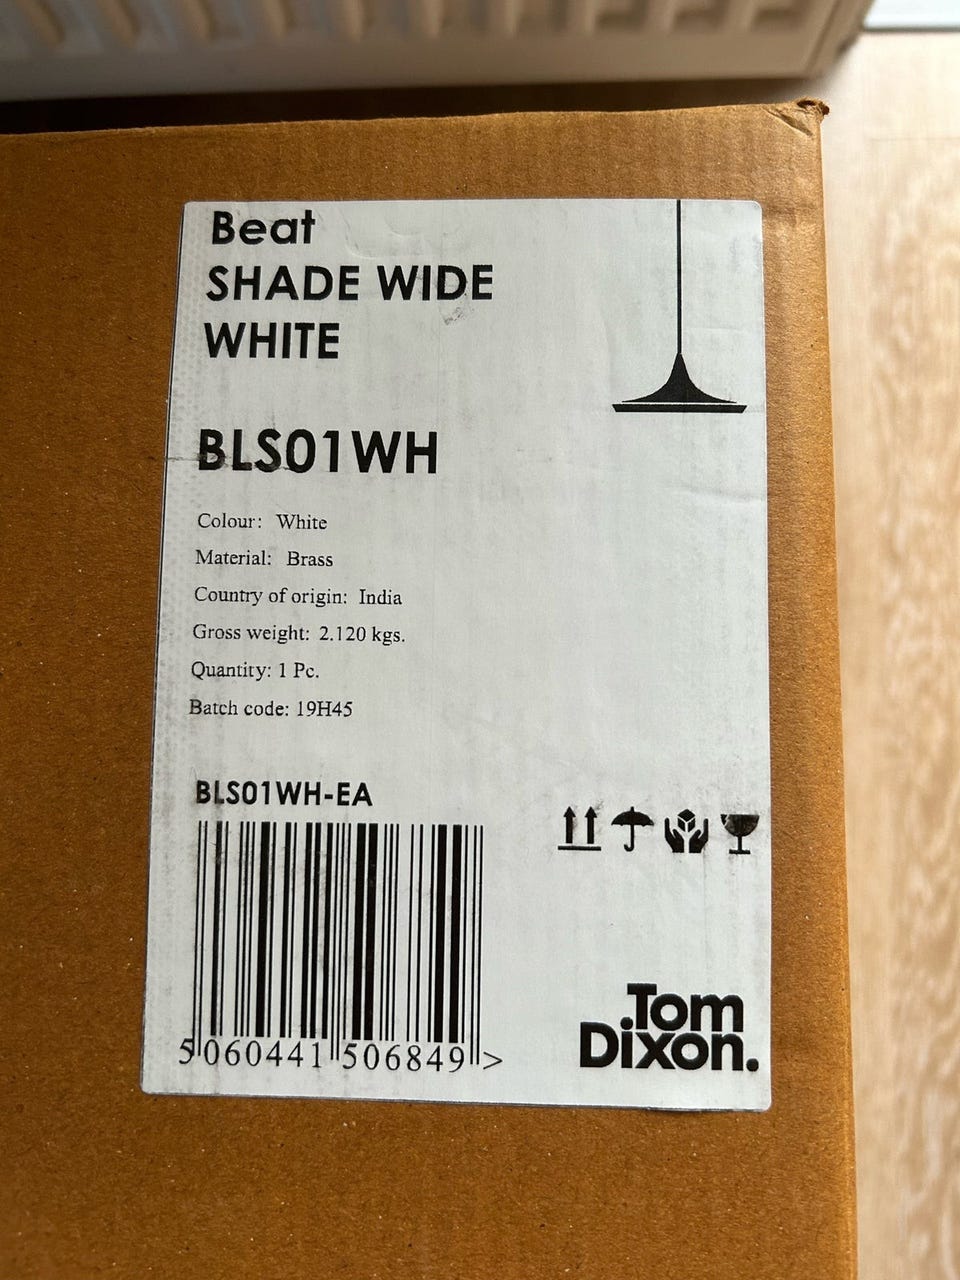 Beat
SHADE WIDE
WHITE
BLS01WH
Colour: White
Material: Brass
Country of origin: India
Gross weight: 2.120 kgs.
Quantity: 1 Pc.
Batch code: 19H45
BLS01WH-EA
5 060441 506849 >
Tom
Dixon.